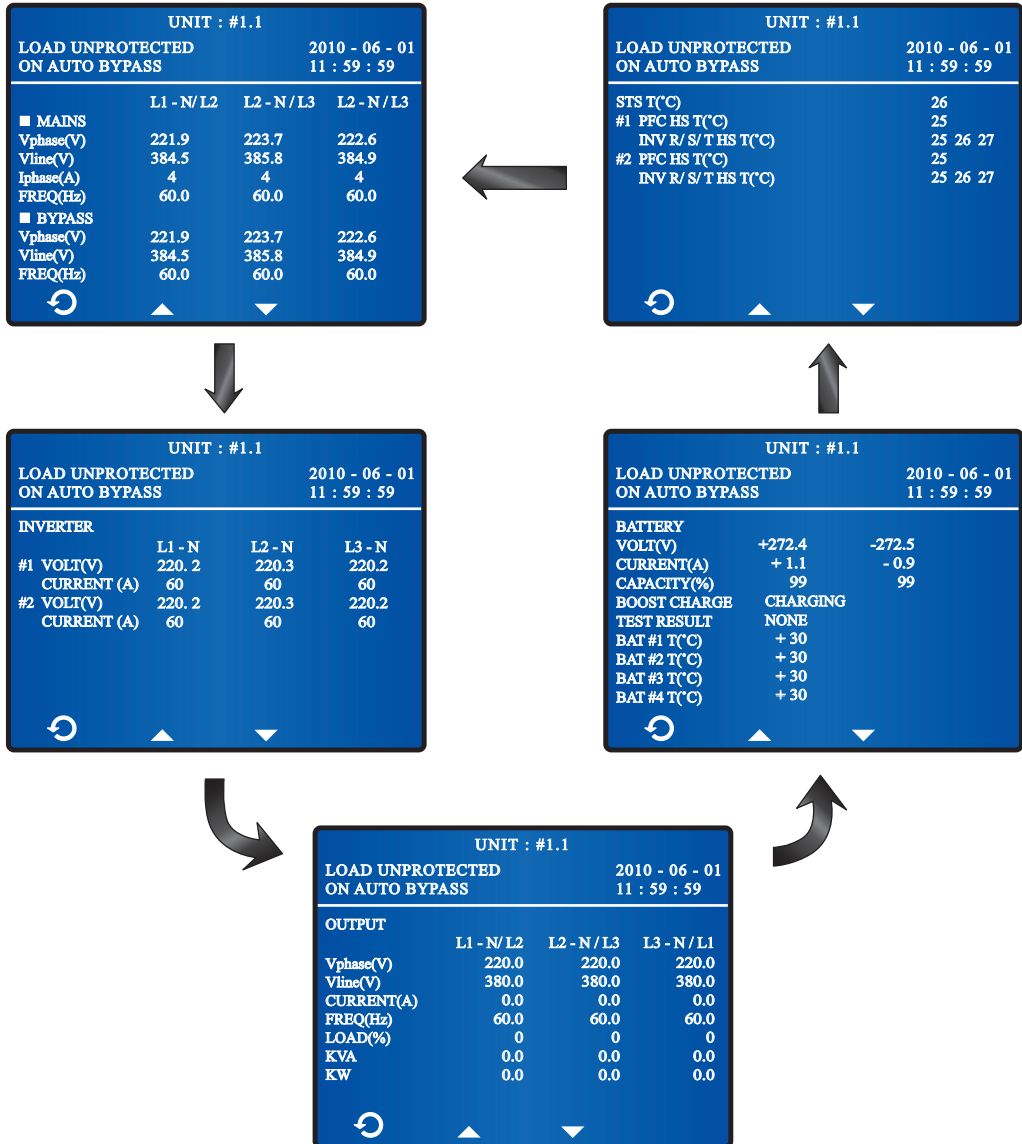 UNIT : #1.1
LOAD UNPROTECTED 2010 - 06 - 01
ON AUTO BYPASS 11 : 59 : 59
L1 - N/ L2 L2 - N / L3 L2 - N / L3
■ MAINS
Vphase(V) 221.9 223.7 222.6
Vline(V) 384.5 385.8 384.9
Iphase(A) 4 4 4
FREQ(Hz) 60.0 60.0 60.0
■ BYPASS
Vphase(V) 221.9 223.7 222.6
Vline(V) 384.5 385.8 384.9
FREQ(Hz) 60.0 60.0 60.0
UNIT : #1.1
LOAD UNPROTECTED 2010 - 06 - 01
ON AUTO BYPASS 11 : 59 : 59
STS T(°C) 26
#1 PFC HS T(°C) 25
INV R/ S/ T HS T(°C) 25 26 27
#2 PFC HS T(°C) 25
INV R/ S/ T HS T(°C) 25 26 27
UNIT : #1.1
LOAD UNPROTECTED 2010 - 06 - 01
ON AUTO BYPASS 11 : 59 : 59
INVERTER
L1 - N L2 - N L3 - N
#1 VOLT(V) 220. 2 220.3 220.2
CURRENT (A) 60 60 60
#2 VOLT(V) 220. 2 220.3 220.2
CURRENT (A) 60 60 60
UNIT : #1.1
LOAD UNPROTECTED 2010 - 06 - 01
ON AUTO BYPASS 11 : 59 : 59
BATTERY
VOLT(V) +272.4 -272.5
CURRENT(A) + 1.1 - 0.9
CAPACITY(%) 99 99
BOOST CHARGE CHARGING
TEST RESULT NONE
BAT #1 T(°C) + 30
BAT #2 T(°C) + 30
BAT #3 T(°C) + 30
BAT #4 T(°C) + 30
UNIT : #1.1
LOAD UNPROTECTED 2010 - 06 - 01
ON AUTO BYPASS 11 : 59 : 59
OUTPUT
L1 - N/ L2 L2 - N / L3 L3 - N / L1
Vphase(V) 220.0 220.0 220.0
Vline(V) 380.0 380.0 380.0
CURRENT(A) 0.0 0.0 0.0
FREQ(Hz) 60.0 60.0 60.0
LOAD(%) 0 0 0
KVA 0.0 0.0 0.0
KW 0.0 0.0 0.0